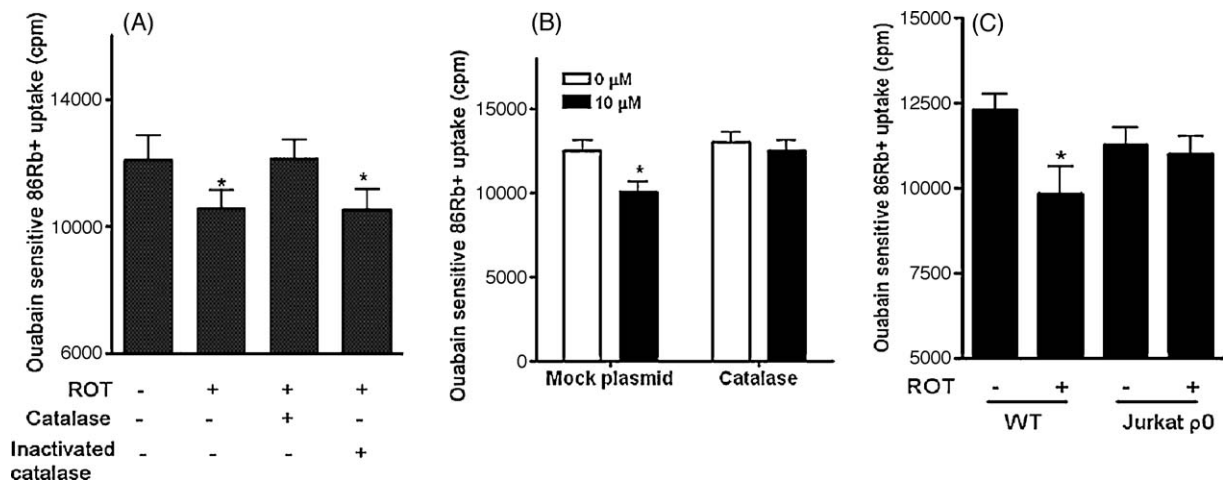 (A)
Ouabain sensitive 86Rb+ uptake (cpm)
14000
10000
6000
* *
ROT - + + +
Catalase - - + -
Inactivated catalase - - - +
(B)
Ouabain sensitive 86Rb+ uptake (cpm)
0 μM
10 μM
15000
10000
5000
0
*
Mock plasmid Catalase
(C)
Ouabain sensitive 86Rb+ uptake (cpm)
15000
12500
10000
7500
5000
*
ROT - + - +
WT Jurkat ρ0